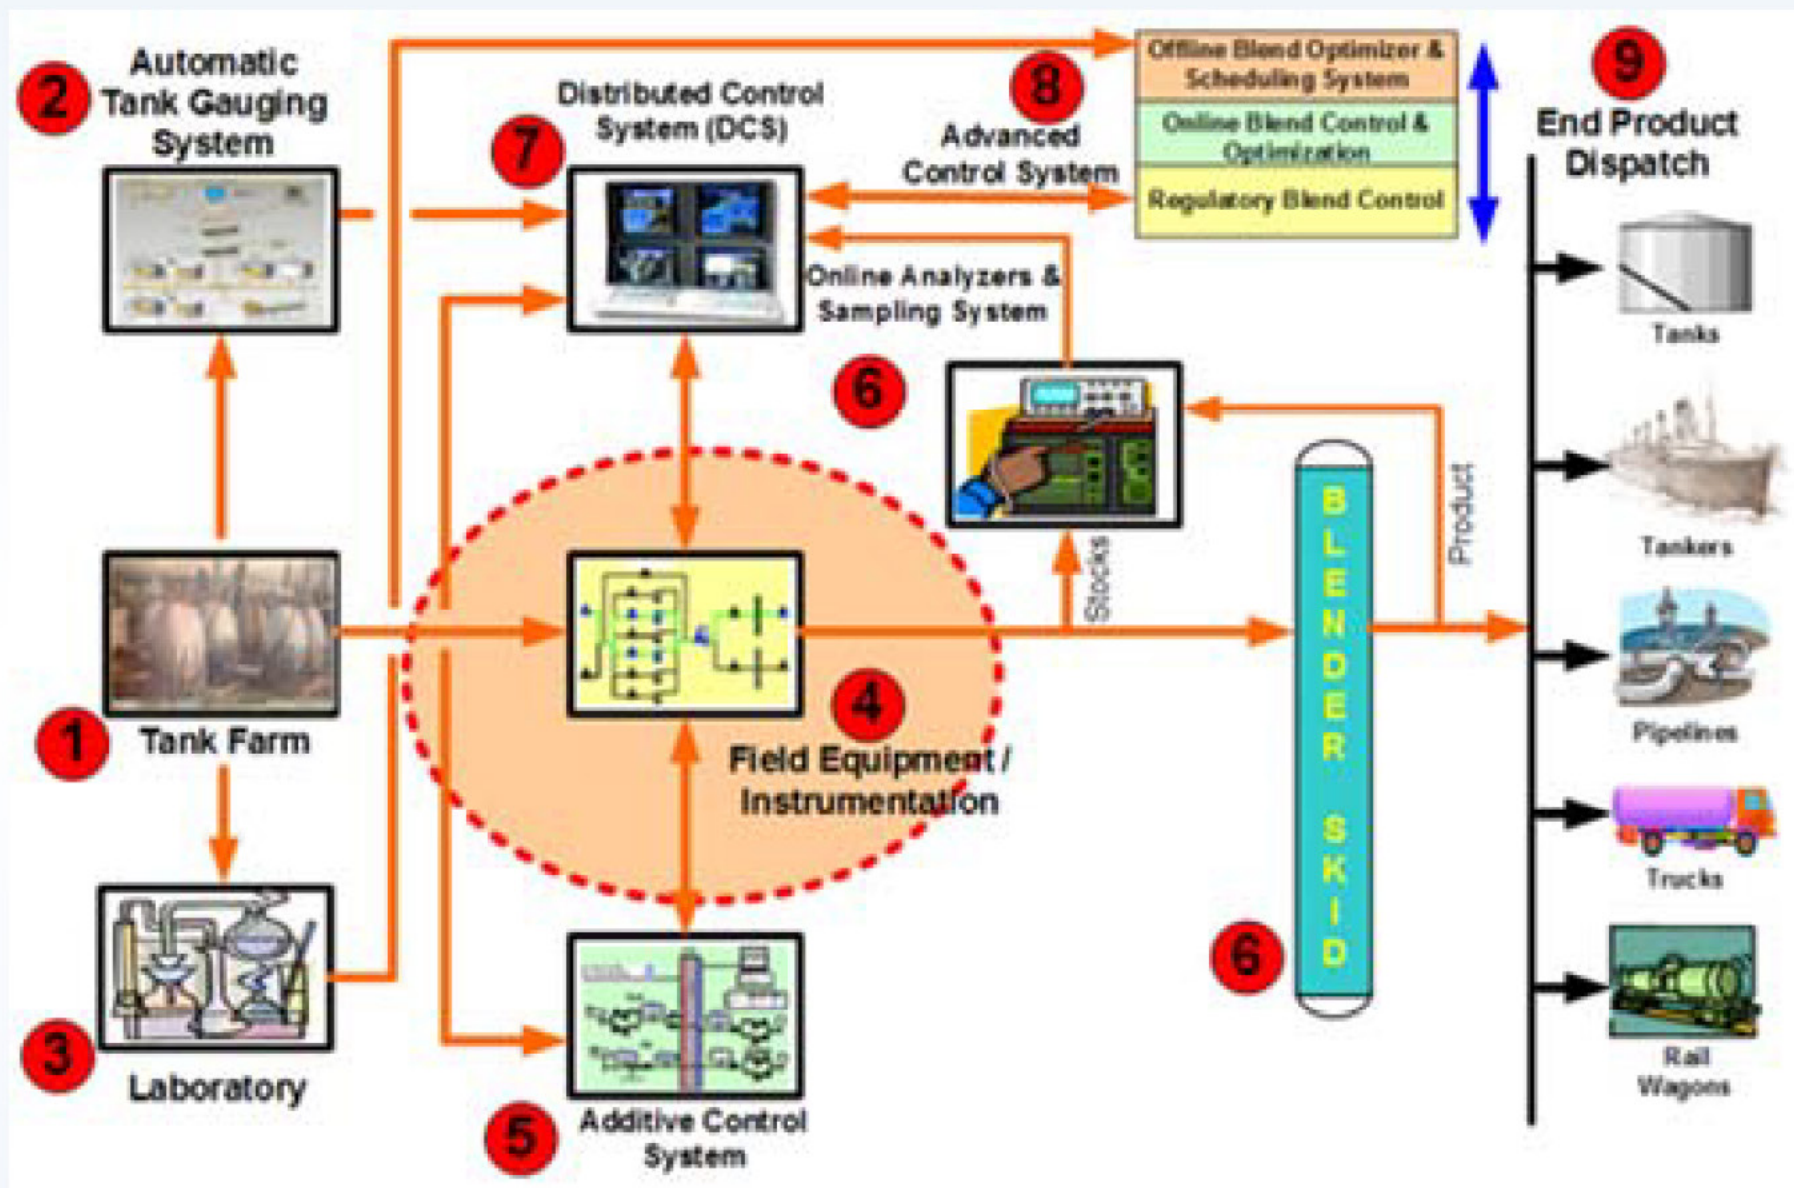 2
Automatic
Tank Gauging
System
7
Distributed Control
System (DCS)
8
Advanced
Control System
Offline Blend Optimizer &
Scheduling System
Online Blend Control &
Optimization
Regulatory Blend Control
9
End Product
Dispatch
Online Analyzers &
Sampling System
6
Tanks
Tankers
Pipelines
Trucks
Rail
Wagons
Stocks
Product
BLENDER SKID
6
1
Tank Farm
4
Field Equipment /
Instrumentation
3
Laboratory
5
Additive Control
System